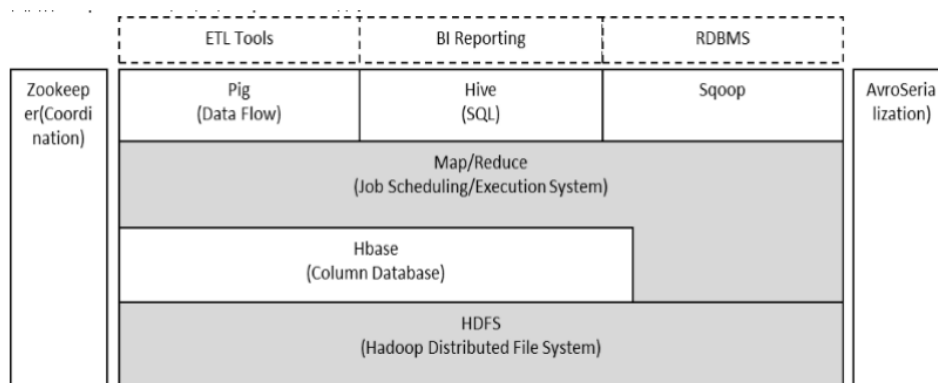 ETL Tools
BI Reporting
RDBMS
Zookeep
er(Coordi
nation)
Pig
(Data Flow)
Hive
(SQL)
Sqoop
AvroSeria
lization)
Map/Reduce
(Job Scheduling/Execution System)
Hbase
(Column Database)
HDFS
(Hadoop Distributed File System)